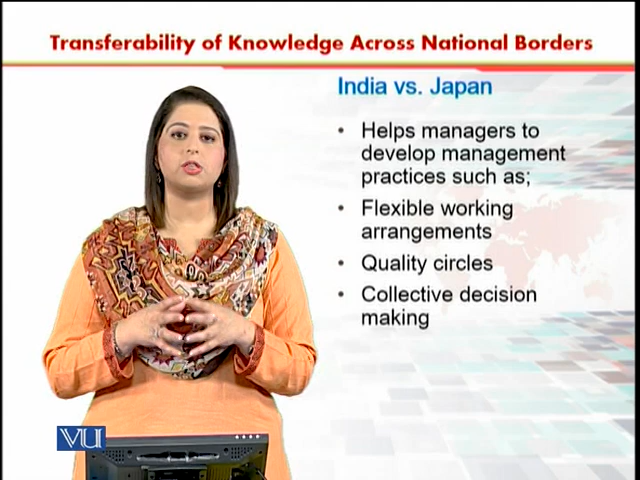 Transferability of Knowledge Across National Borders
India vs. Japan
• Helps managers to
develop management
practices such as;
• Flexible working
arrangements
• Quality circles
• Collective decision
making
VU